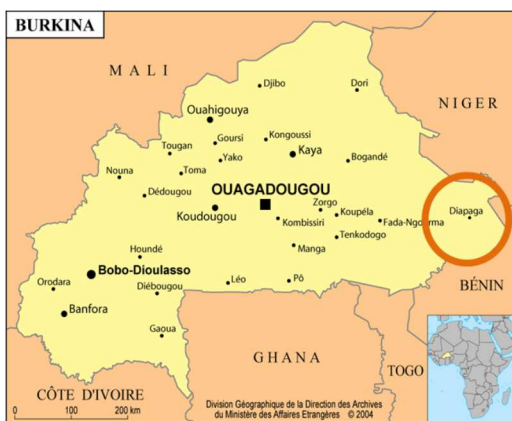 BURKINA
MALI
NIGER
Djibo
Dori
Ouahigouya
Goursi
Kongoussi
Tougan
Yako
Kaya
Bogandé
Nouna
Toma
Dédougou
OUAGADOUGOU
Koudougou
Zorgo
Kombissiri
Koupéla
Fada-Ngourma
Diapaga
Tenkodogo
Manga
Houndé
Bobo-Dioulasso
Orodara
Diébougou
Léo
Pô
BÉNIN
Banfora
Gaoua
GHANA
TOGO
CÔTE D'IVOIRE
0 100 200 km
Division Géographique de la Direction des Archives
du Ministère des Affaires Etrangères © 2004